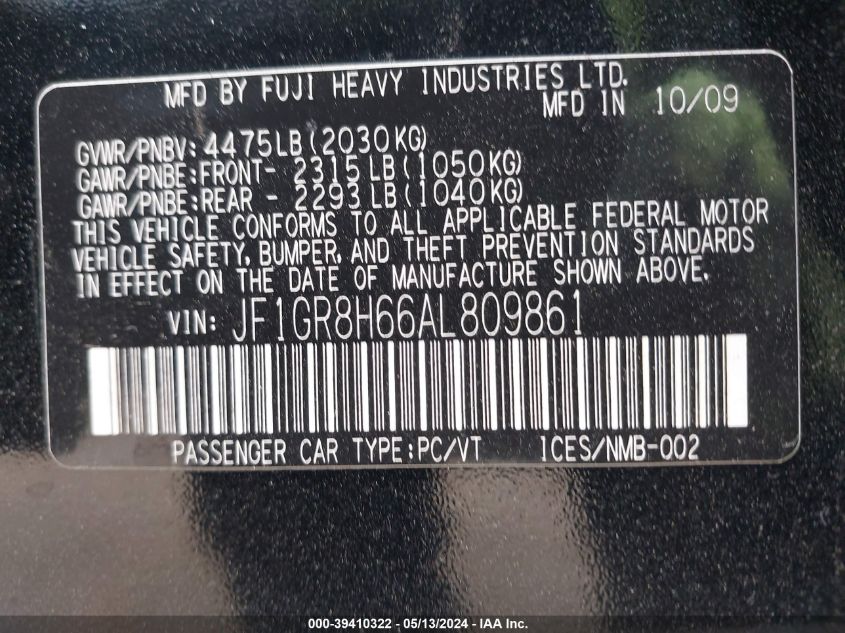 MFD BY FUJI HEAVY INDUSTRIES LTD.
MFD IN 10/09
GVWR/PNBV: 4475LB(2030KG)
GAWR/PNBE:FRONT- 2315LB(1050KG)
GAWR/PNBE:REAR - 2293LB(1040KG)
THIS VEHICLE CONFORMS TO ALL APPLICABLE FEDERAL MOTOR
VEHICLE SAFETY, BUMPER, AND THEFT PREVENTION STANDARDS
IN EFFECT ON THE DATE OF MANUFACTURE SHOWN ABOVE.
VIN: JF1GR8H66AL809861
PASSENGER CAR TYPE:PC/VT ICES/NMB-002
000-39410322 - 05/13/2024 - IAA Inc.